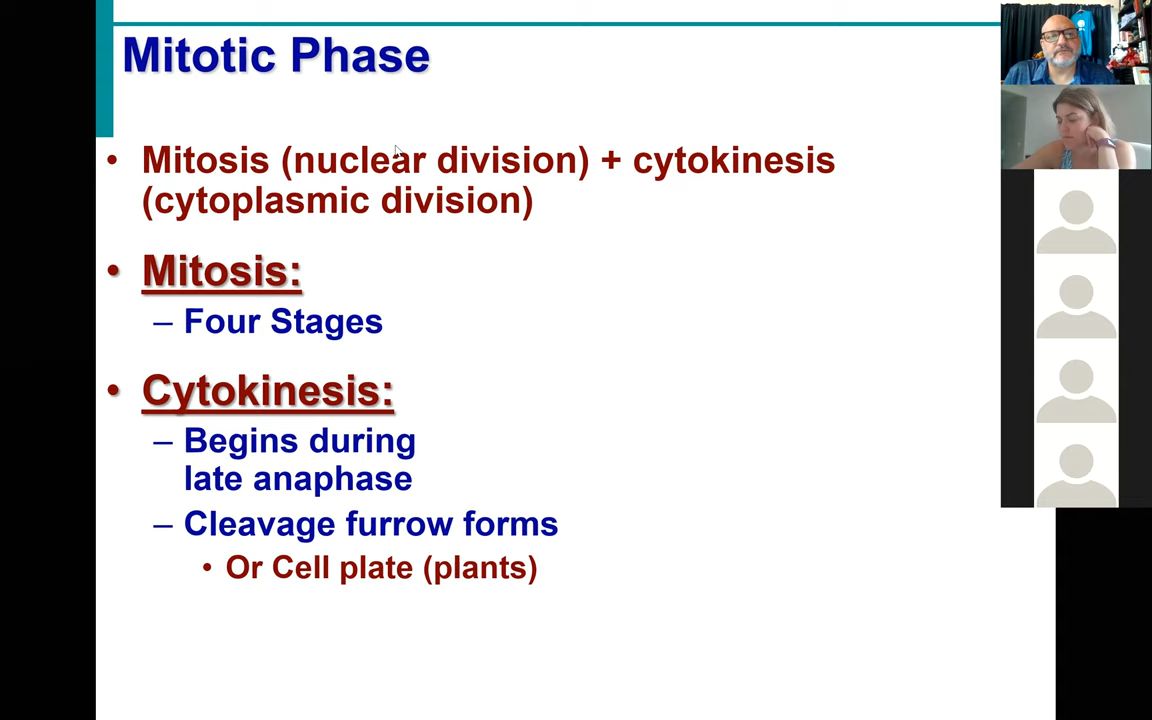 Mitotic Phase
• Mitosis (nuclear division) + cytokinesis
(cytoplasmic division)
• Mitosis:
– Four Stages
• Cytokinesis:
– Begins during
late anaphase
– Cleavage furrow forms
• Or Cell plate (plants)